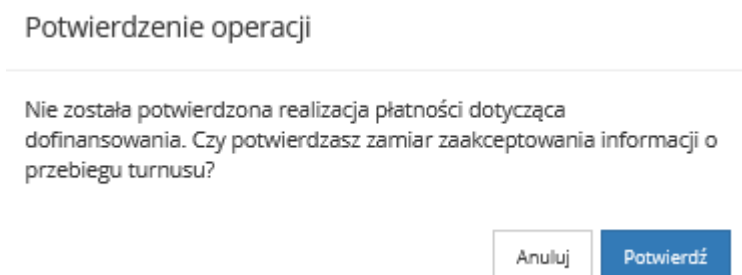 Potwierdzenie operacji
Nie została potwierdzona realizacja płatności dotycząca
dofinansowania. Czy potwierdzasz zamiar zaakceptowania informacji o
przebiegu turnusu?
Anuluj
Potwierdź